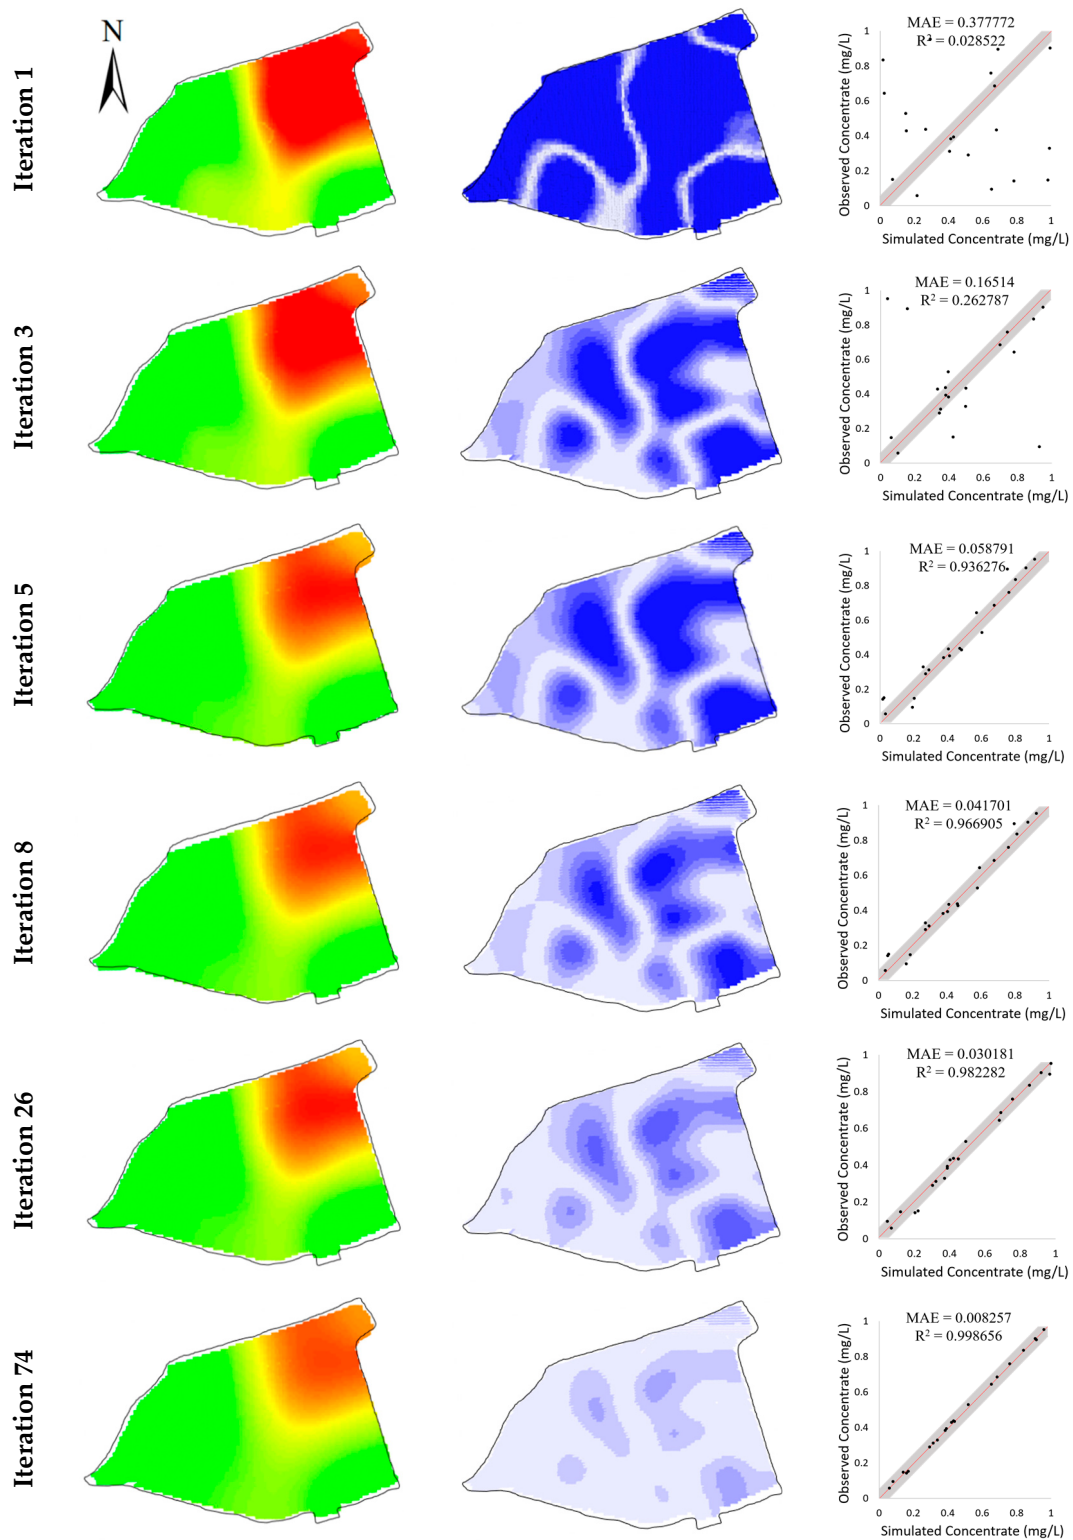 N
Iteration 1
MAE = 0.377772
R² = 0.028522
Observed Concentrate (mg/L)
1
0.8
0.6
0.4
0.2
0
0 0.2 0.4 0.6 0.8 1
Simulated Concentrate (mg/L)
Iteration 3
MAE = 0.16514
R² = 0.262787
Observed Concentrate (mg/L)
1
0.8
0.6
0.4
0.2
0
0 0.2 0.4 0.6 0.8 1
Simulated Concentrate (mg/L)
Iteration 5
MAE = 0.058791
R² = 0.936276
Observed Concentrate (mg/L)
1
0.8
0.6
0.4
0.2
0
0 0.2 0.4 0.6 0.8 1
Simulated Concentrate (mg/L)
Iteration 8
MAE = 0.041701
R² = 0.966905
Observed Concentrate (mg/L)
1
0.8
0.6
0.4
0.2
0
0 0.2 0.4 0.6 0.8 1
Simulated Concentrate (mg/L)
Iteration 26
MAE = 0.030181
R² = 0.982282
Observed Concentrate (mg/L)
1
0.8
0.6
0.4
0.2
0
0 0.2 0.4 0.6 0.8 1
Simulated Concentrate (mg/L)
Iteration 74
MAE = 0.008257
R² = 0.998656
Observed Concentrate (mg/L)
1
0.8
0.6
0.4
0.2
0
0 0.2 0.4 0.6 0.8 1
Simulated Concentrate (mg/L)